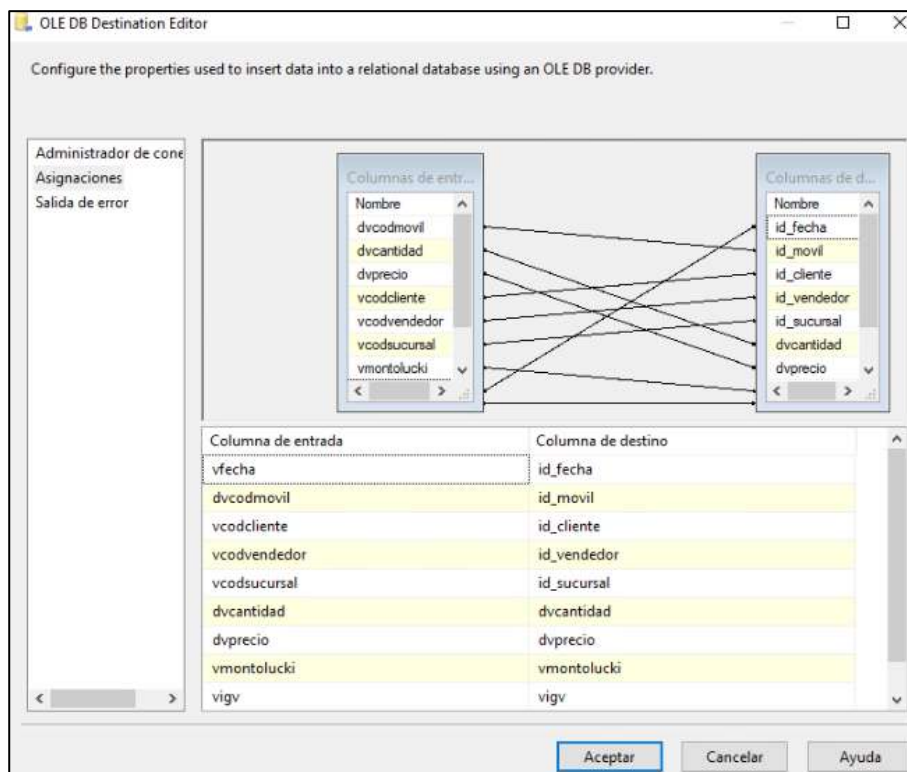 OLE DB Destination Editor
Configure the properties used to insert data into a relational database using an OLE DB provider.
Administrador de cone
Asignaciones
Salida de error
Columnas de entr...
Nombre
dvcodmovil
dvcantidad
dvprecio
vcodcliente
vcodvendedor
vcodsucursal
vmontolucki
Columnas de d...
Nombre
id_fecha
id_movil
id_cliente
id_vendedor
id_sucursal
dvcantidad
dvprecio
Columna de entrada Columna de destino
vfecha id_fecha
dvcodmovil id_movil
vcodcliente id_cliente
vcodvendedor id_vendedor
vcodsucursal id_sucursal
dvcantidad dvcantidad
dvprecio dvprecio
vmontolucki vmontolucki
vigv vigv
Aceptar Cancelar Ayuda